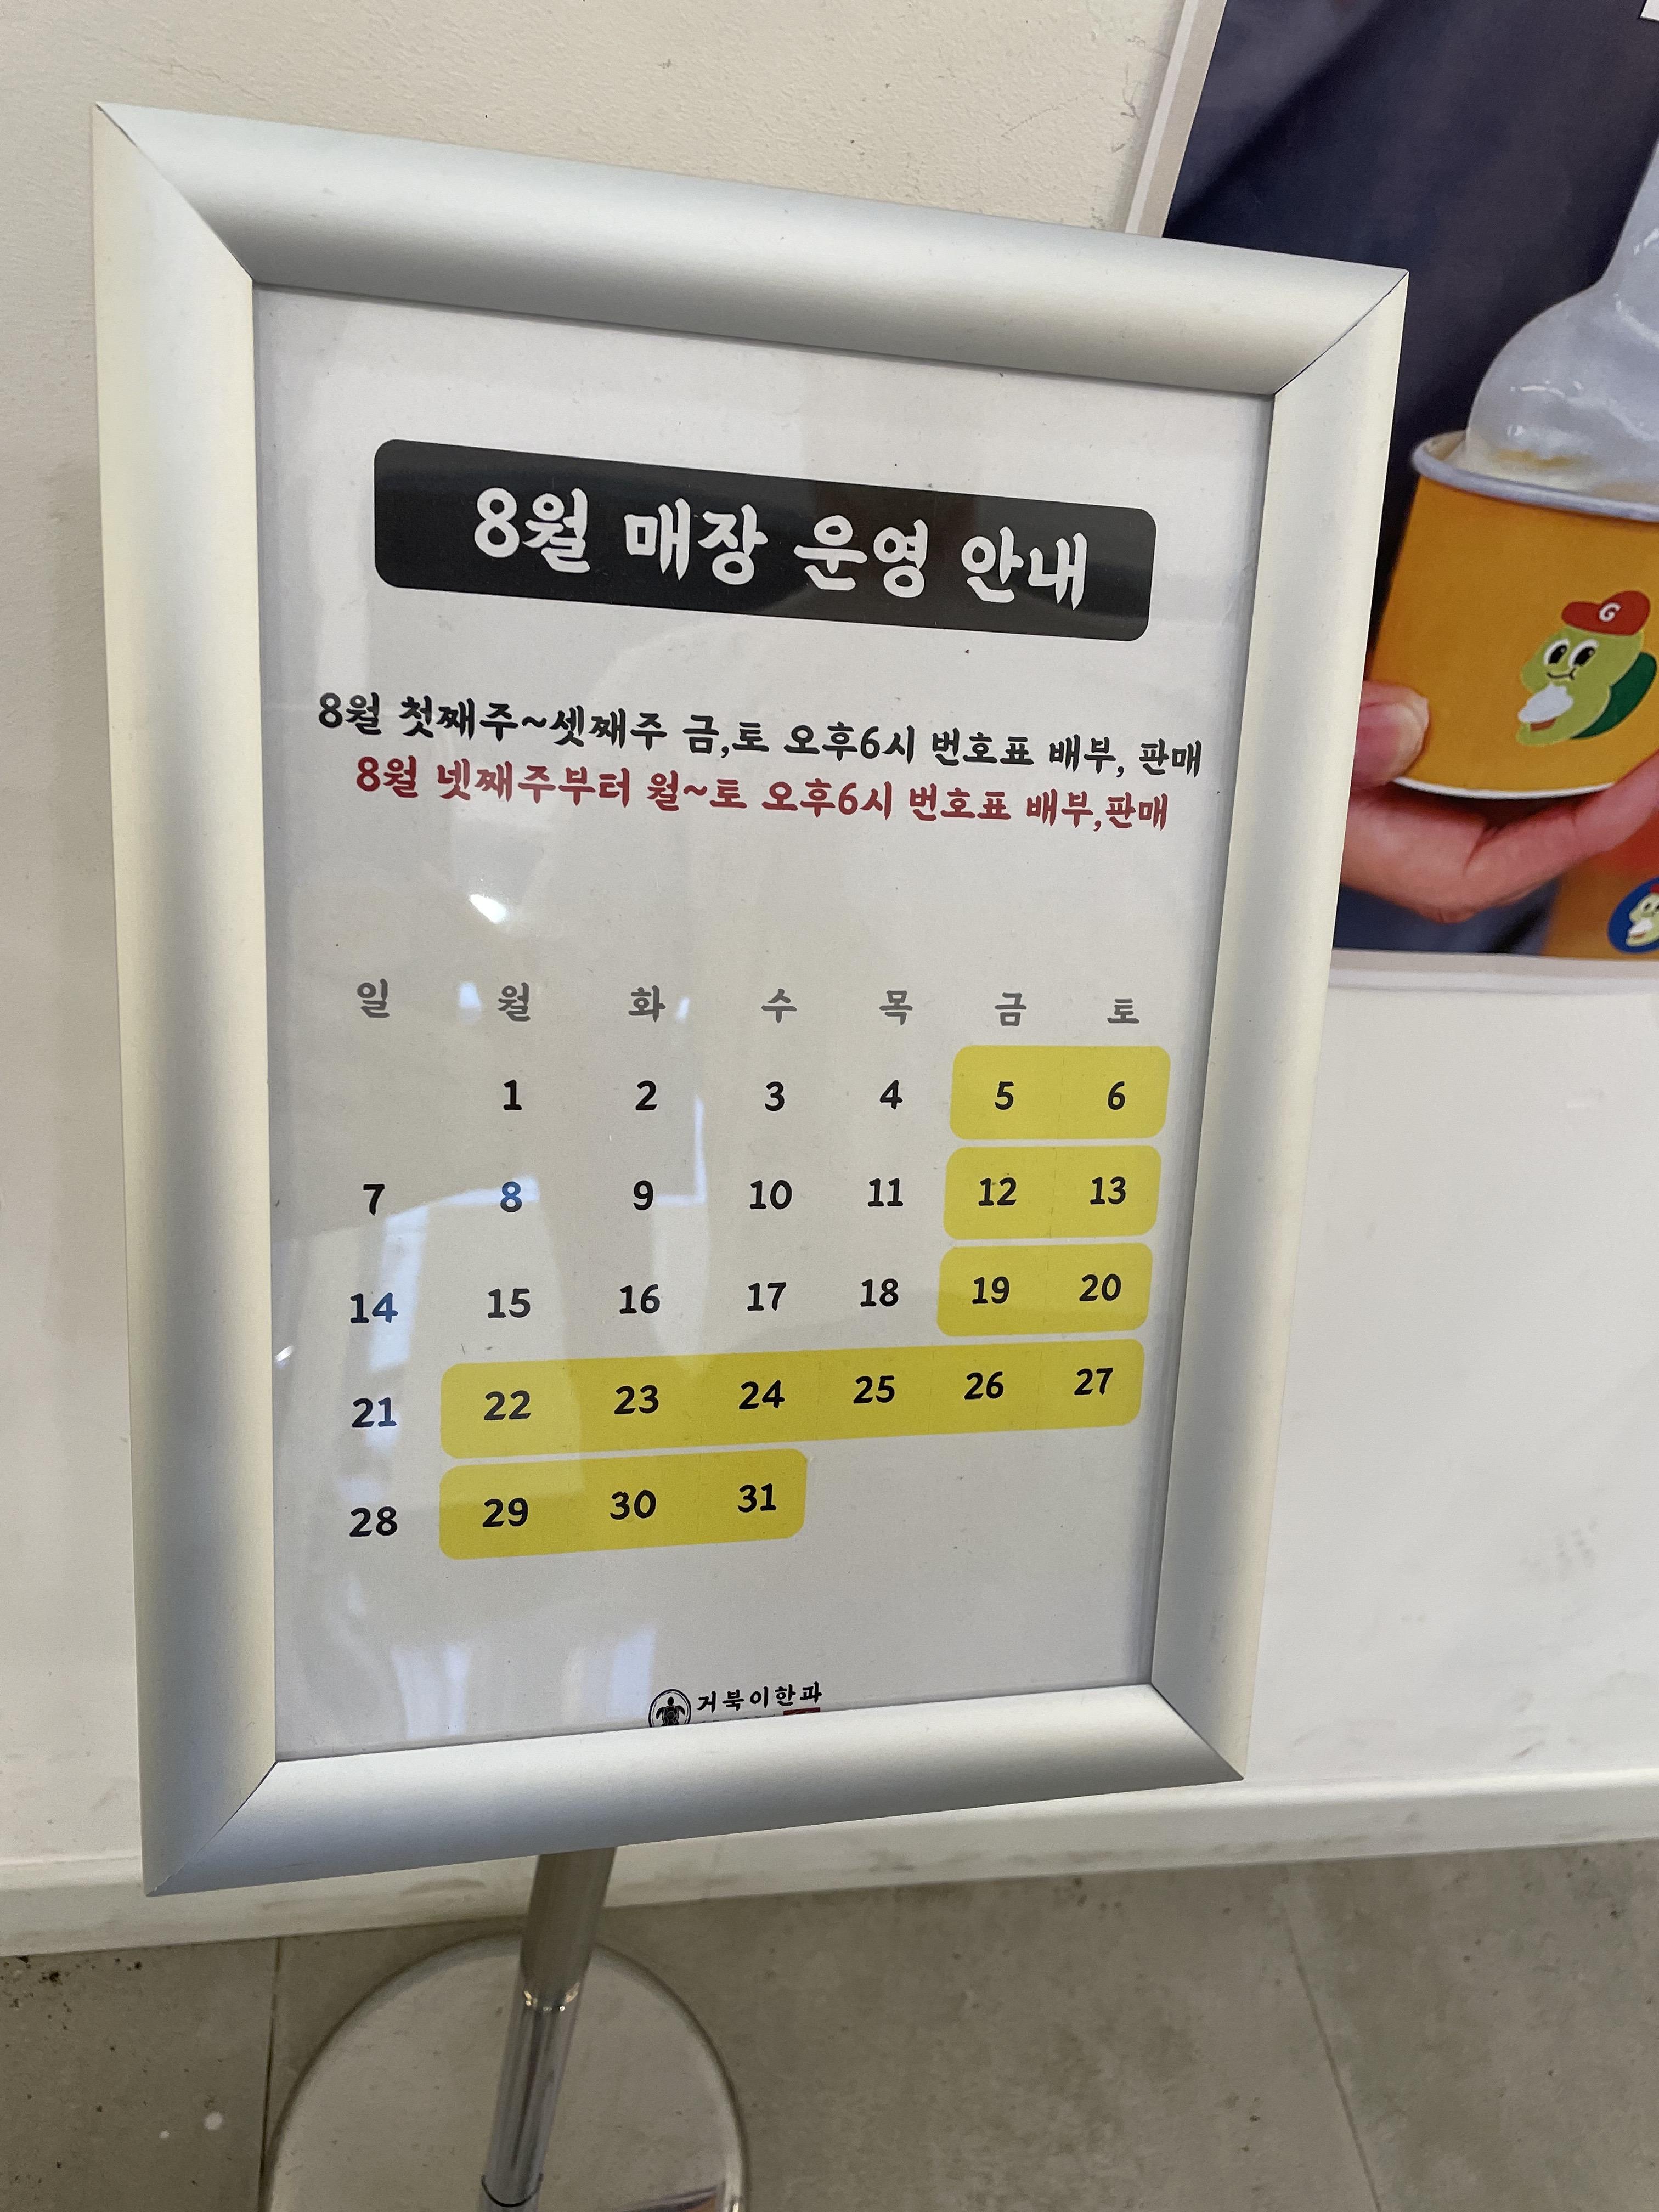 8월 매장 운영 안내
8월 첫째주~셋째주 금,토 오후6시 번호표 배부, 판매
8월 넷째주부터 월~토 오후6시 번호표 배부,판매
일 월 화 수 목 금 토
1 2 3 4 5 6
7 8 9 10 11 12 13
14 15 16 17 18 19 20
21 22 23 24 25 26 27
28 29 30 31
거북이한과
G